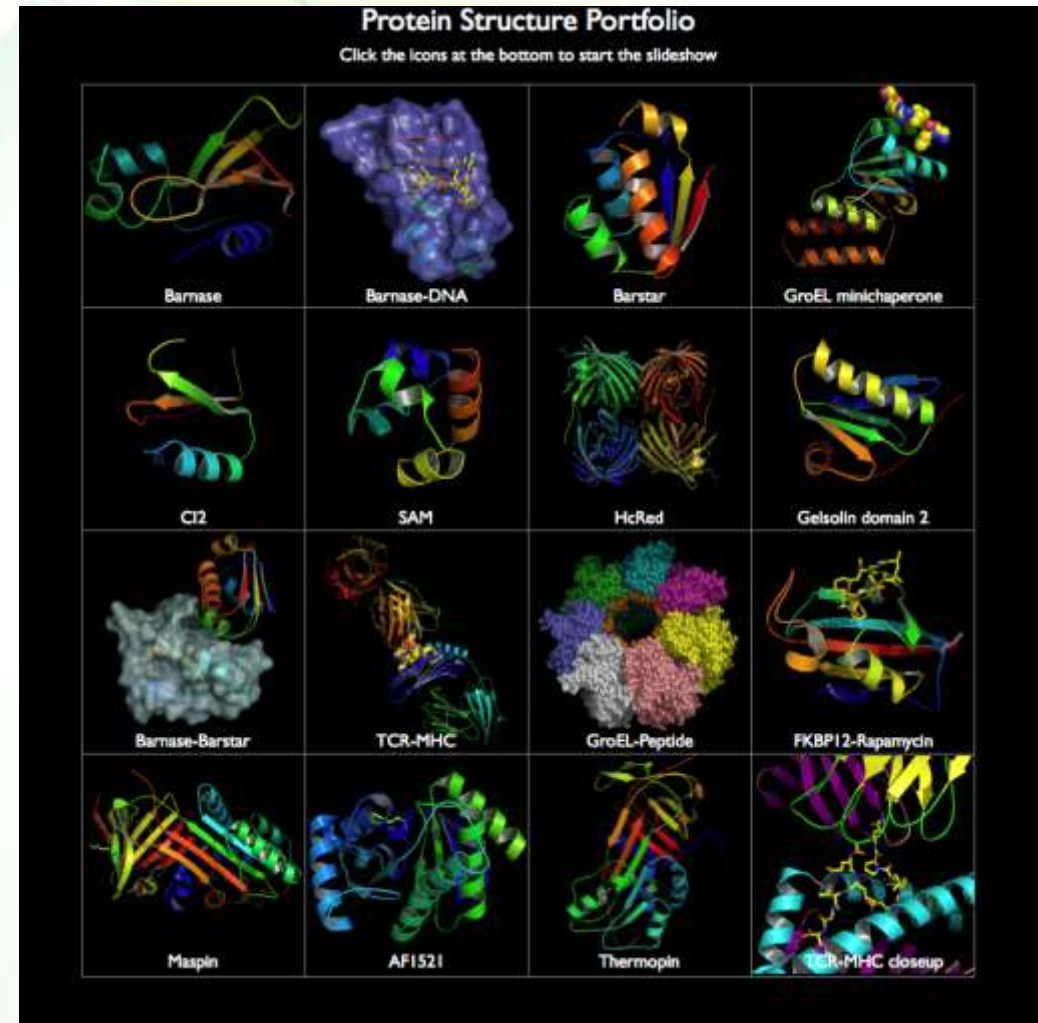 Protein Structure Portfolio
Click the icons at the bottom to start the slideshow
Barnase
Barnase-DNA
Barstar
GroEL minichaperone
CI2
SAM
HcRed
Gelsolin domain 2
Barnase-Barstar
TCR-MHC
GroEL-Peptide
FKBP12-Rapamycin
Maspin
AF1521
Thermopin
TCR-MHC closeup